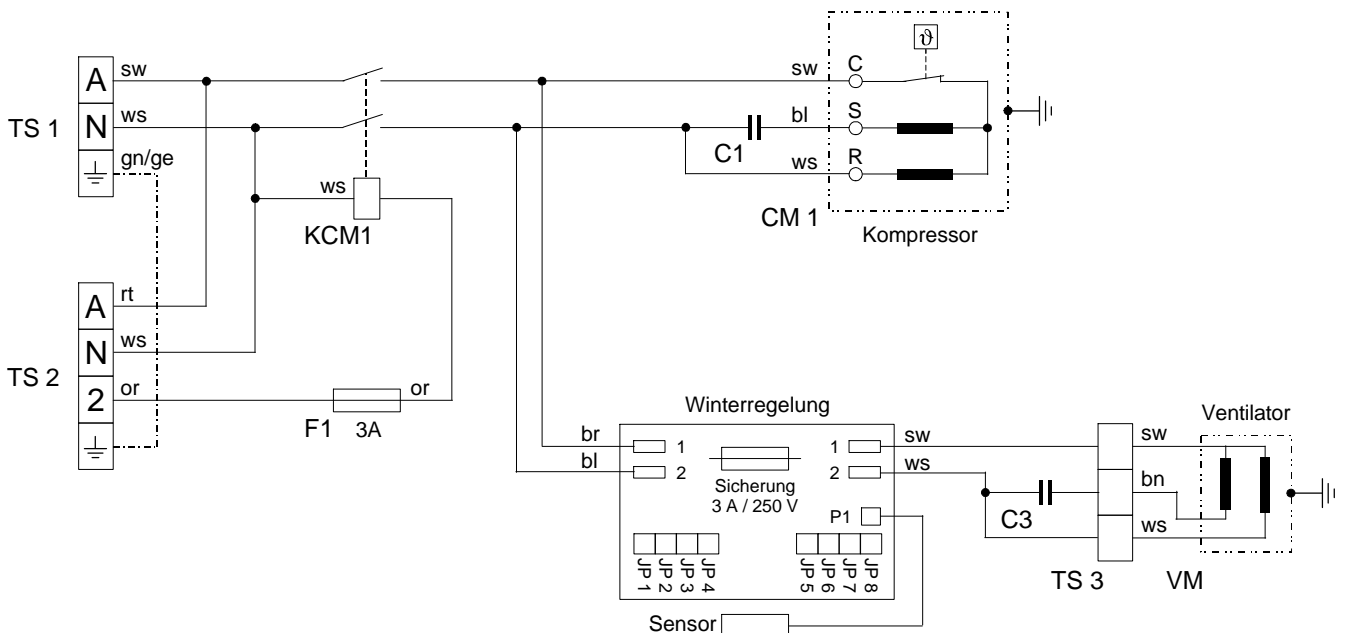 ϑ
A sw
sw C
TS 1
N ws
C1 bl S
gn/ge
ws R
ws
KCM1
CM 1
Kompressor
A rt
N ws
TS 2
2 or
or
F1 3A
Winterregelung
Ventilator
br 1
bl 2
Sicherung
3 A / 250 V
1 sw
2 ws
P1
C3
sw
bn
ws
TS 3
VM
JP 1
JP 2
JP 3
JP 4
JP 5
JP 6
JP 7
JP 8
Sensor